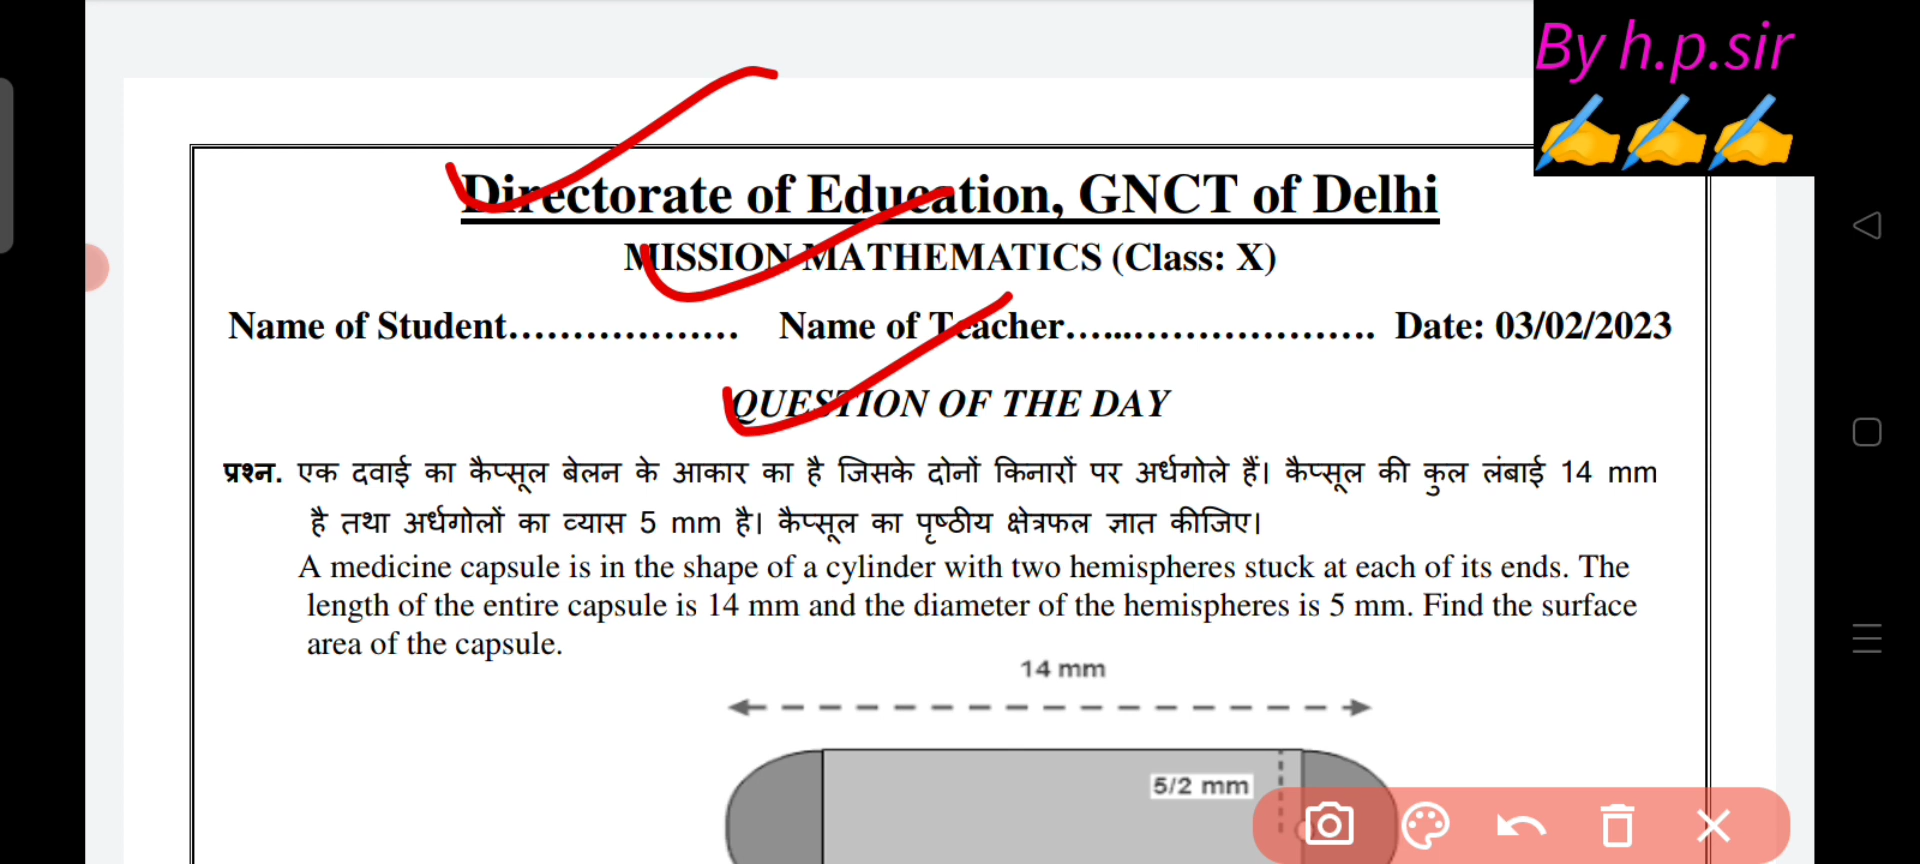 By h.p.sir
✍️✍️✍️
Directorate of Education, GNCT of Delhi
MISSION MATHEMATICS (Class: X)
Name of Student……………… Name of Teacher…...………………. Date: 03/02/2023
QUESTION OF THE DAY
प्रश्न. एक दवाई का कैप्सूल बेलन के आकार का है जिसके दोनों किनारों पर अर्धगोले हैं। कैप्सूल की कुल लंबाई 14 mm
है तथा अर्धगोलों का व्यास 5 mm है। कैप्सूल का पृष्ठीय क्षेत्रफल ज्ञात कीजिए।
A medicine capsule is in the shape of a cylinder with two hemispheres stuck at each of its ends. The
length of the entire capsule is 14 mm and the diameter of the hemispheres is 5 mm. Find the surface
area of the capsule.
14 mm
5/2 mm